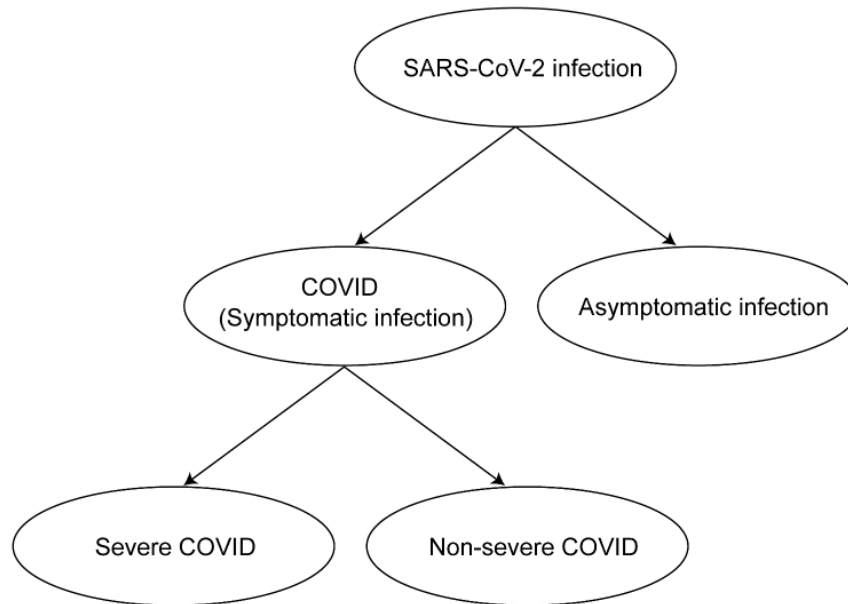 SARS-CoV-2 infection
COVID
(Symptomatic infection)
Asymptomatic infection
Severe COVID
Non-severe COVID